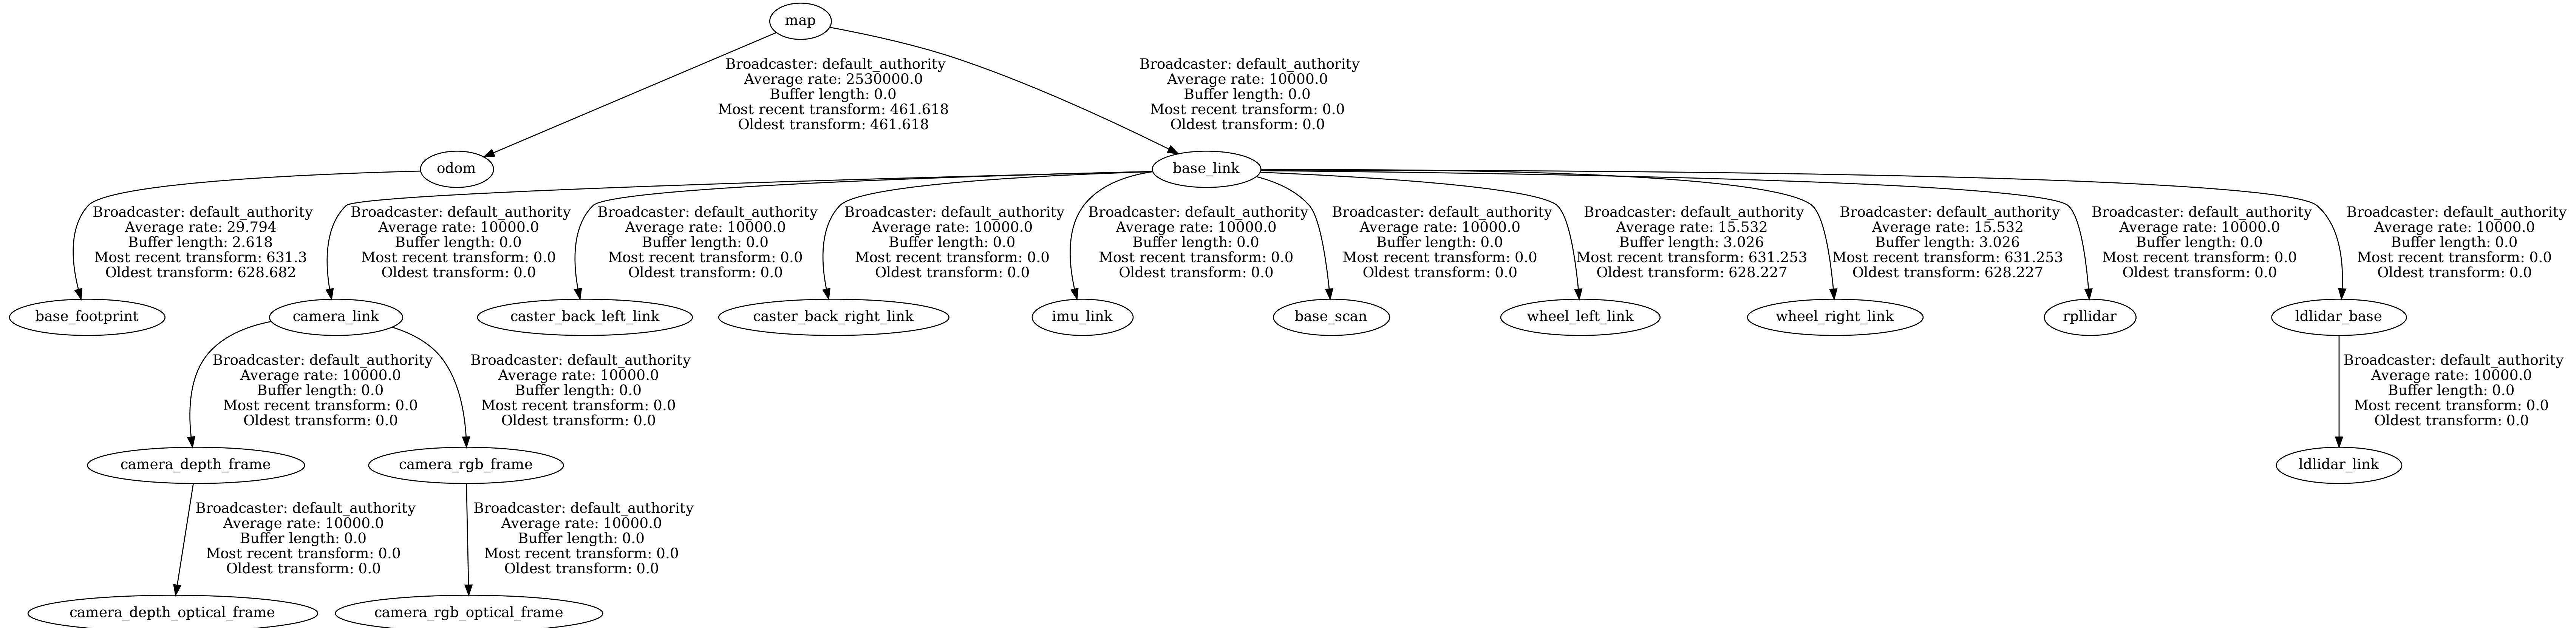 map
Broadcaster: default_authority
Average rate: 2530000.0
Buffer length: 0.0
Most recent transform: 461.618
Oldest transform: 461.618
Broadcaster: default_authority
Average rate: 10000.0
Buffer length: 0.0
Most recent transform: 0.0
Oldest transform: 0.0
odom
base_link
Broadcaster: default_authority
Average rate: 29.794
Buffer length: 2.618
Most recent transform: 631.3
Oldest transform: 628.682
Broadcaster: default_authority
Average rate: 10000.0
Buffer length: 0.0
Most recent transform: 0.0
Oldest transform: 0.0
Broadcaster: default_authority
Average rate: 10000.0
Buffer length: 0.0
Most recent transform: 0.0
Oldest transform: 0.0
Broadcaster: default_authority
Average rate: 10000.0
Buffer length: 0.0
Most recent transform: 0.0
Oldest transform: 0.0
Broadcaster: default_authority
Average rate: 10000.0
Buffer length: 0.0
Most recent transform: 0.0
Oldest transform: 0.0
Broadcaster: default_authority
Average rate: 10000.0
Buffer length: 0.0
Most recent transform: 0.0
Oldest transform: 0.0
Broadcaster: default_authority
Average rate: 15.532
Buffer length: 3.026
Most recent transform: 631.253
Oldest transform: 628.227
Broadcaster: default_authority
Average rate: 15.532
Buffer length: 3.026
Most recent transform: 631.253
Oldest transform: 628.227
Broadcaster: default_authority
Average rate: 10000.0
Buffer length: 0.0
Most recent transform: 0.0
Oldest transform: 0.0
Broadcaster: default_authority
Average rate: 10000.0
Buffer length: 0.0
Most recent transform: 0.0
Oldest transform: 0.0
base_footprint
camera_link
caster_back_left_link
caster_back_right_link
imu_link
base_scan
wheel_left_link
wheel_right_link
rpllidar
ldlidar_base
Broadcaster: default_authority
Average rate: 10000.0
Buffer length: 0.0
Most recent transform: 0.0
Oldest transform: 0.0
Broadcaster: default_authority
Average rate: 10000.0
Buffer length: 0.0
Most recent transform: 0.0
Oldest transform: 0.0
Broadcaster: default_authority
Average rate: 10000.0
Buffer length: 0.0
Most recent transform: 0.0
Oldest transform: 0.0
camera_depth_frame
camera_rgb_frame
ldlidar_link
Broadcaster: default_authority
Average rate: 10000.0
Buffer length: 0.0
Most recent transform: 0.0
Oldest transform: 0.0
Broadcaster: default_authority
Average rate: 10000.0
Buffer length: 0.0
Most recent transform: 0.0
Oldest transform: 0.0
camera_depth_optical_frame
camera_rgb_optical_frame